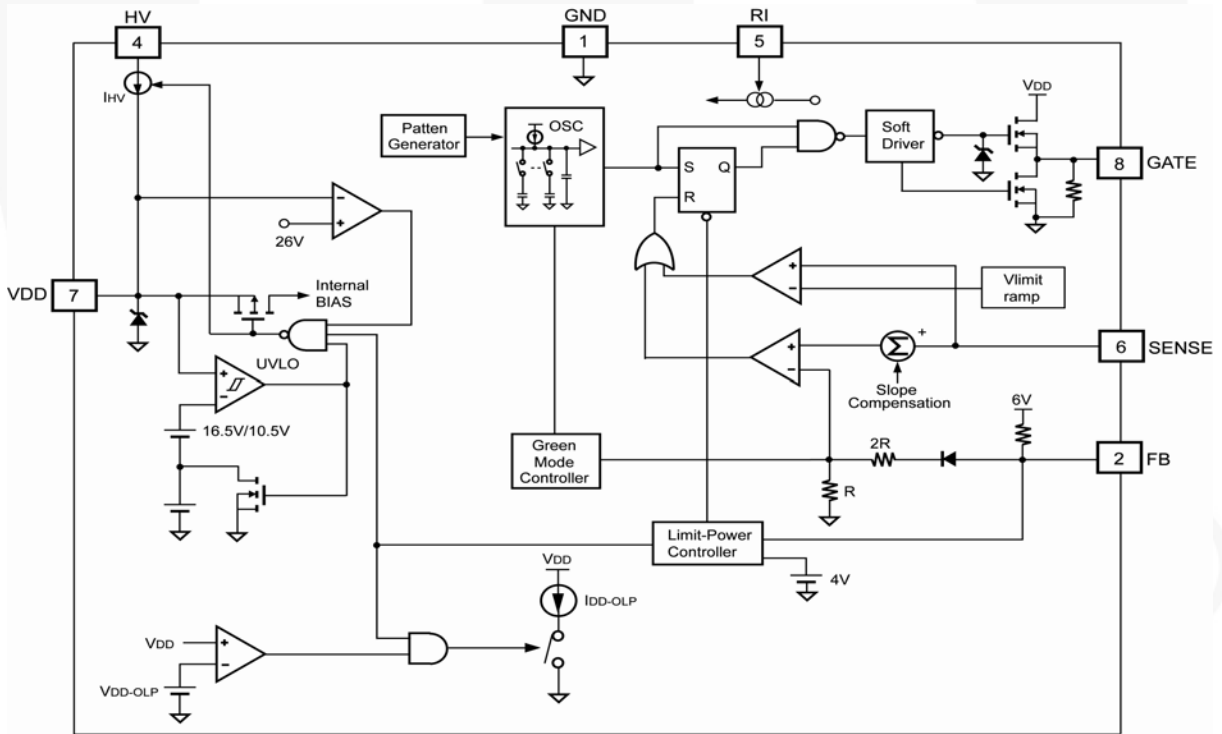 HV
4
GND
1
RI
5
IHV
Patten
Generator
OSC
VDD
Soft
Driver
8
GATE
S
Q
R
26V
VDD
7
Internal
BIAS
UVLO
Vlimit
ramp
+
-
+
-
+
-
+
-
+
-
Σ
+
6
SENSE
Slope
Compensation
16.5V/10.5V
6V
Green
Mode
Controller
2R
2
FB
R
Limit-Power
Controller
4V
VDD
IDD-OLP
VDD
VDD-OLP